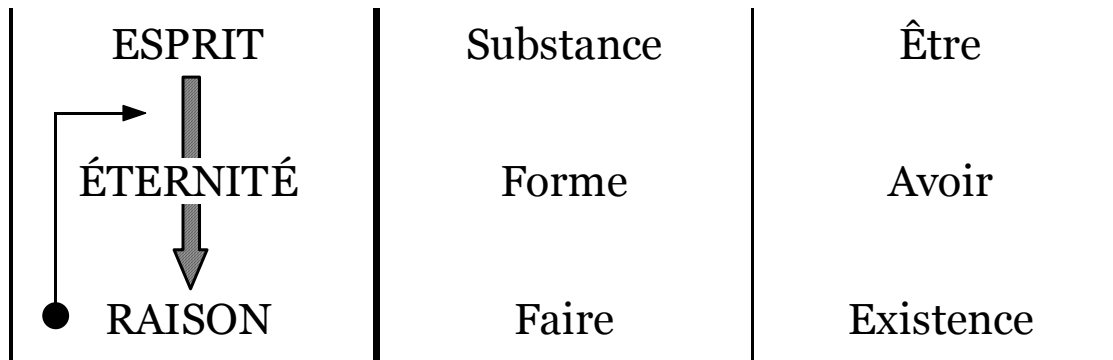 ESPRIT Substance Être
ÉTERNITÉ Forme Avoir
RAISON Faire Existence